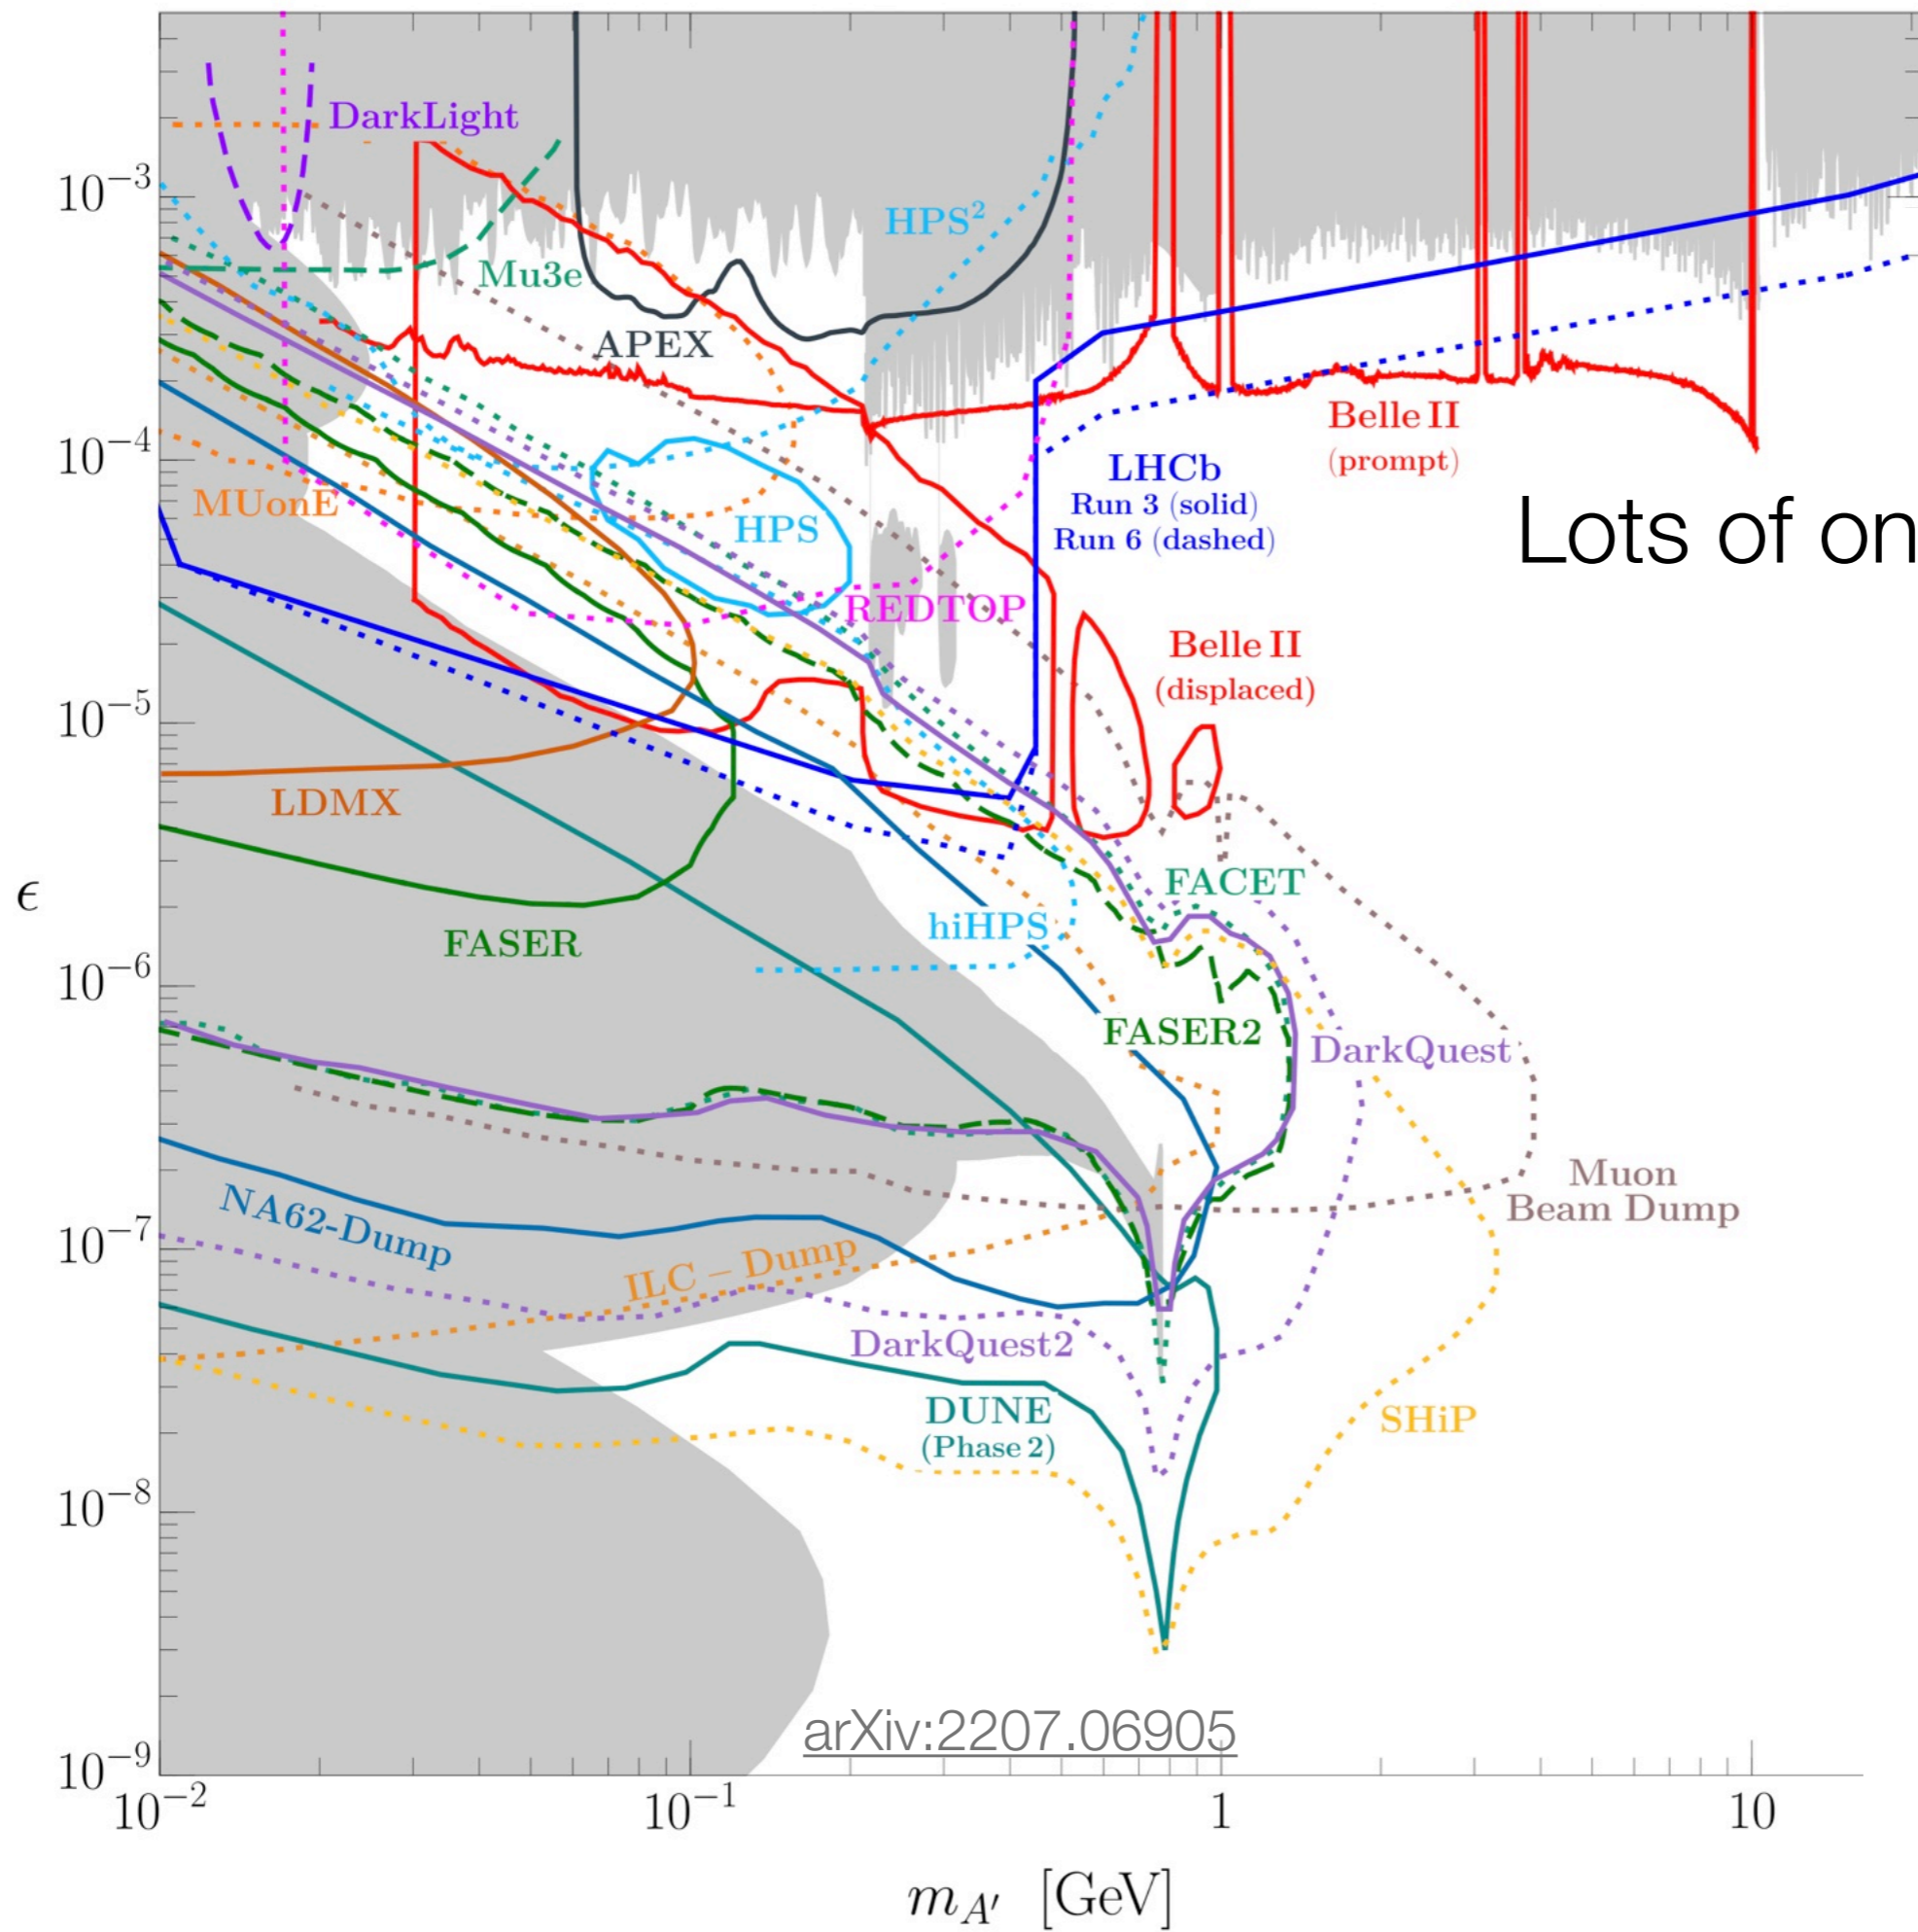 DarkLight
10⁻³
HPS²
Mu3e
APEX
Belle II
(prompt)
10⁻⁴
LHCb
Run 3 (solid)
Run 6 (dashed)
MUonE
HPS
Lots of on
REDTOP
Belle II
(displaced)
10⁻⁵
LDMX
ϵ
FACET
FASER
hiHPS
10⁻⁶
FASER2
DarkQuest
Muon
Beam Dump
NA62-Dump
10⁻⁷
ILC – Dump
DarkQuest2
DUNE
(Phase 2)
SHiP
10⁻⁸
arXiv:2207.06905
10⁻⁹
10⁻² 10⁻¹ 1 10
m_A′ [GeV]